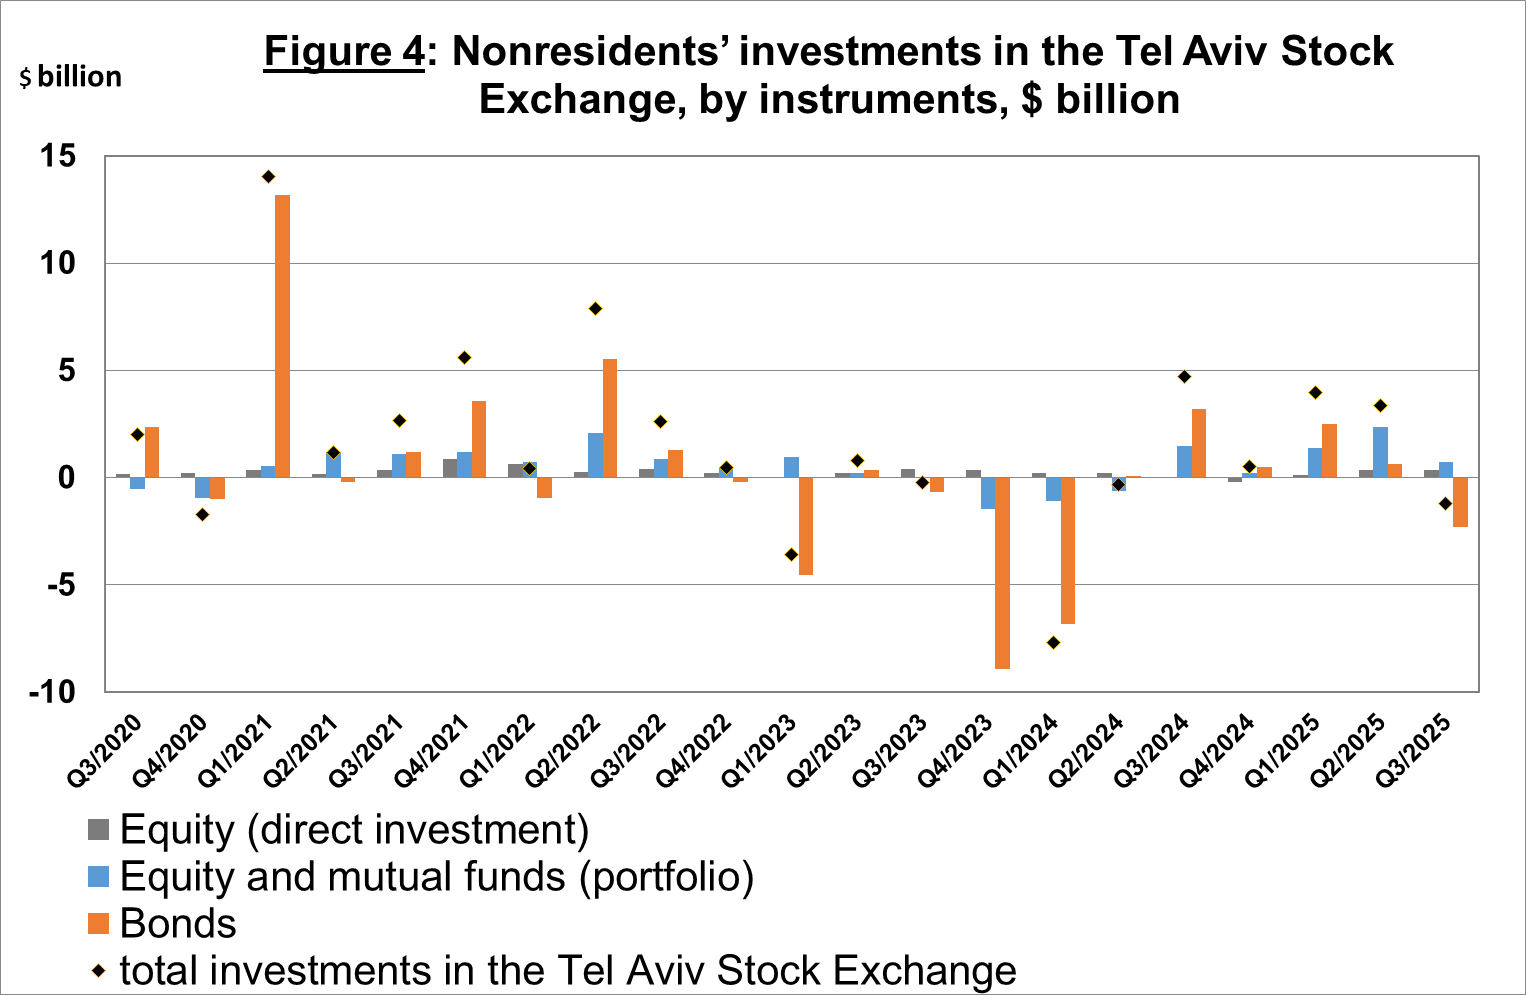 Figure 4: Nonresidents’ investments in the Tel Aviv Stock
Exchange, by instruments, $ billion
$ billion
15
10
5
0
-5
-10
Q3/2020
Q4/2020
Q1/2021
Q2/2021
Q3/2021
Q4/2021
Q1/2022
Q2/2022
Q3/2022
Q4/2022
Q1/2023
Q2/2023
Q3/2023
Q4/2023
Q1/2024
Q2/2024
Q3/2024
Q4/2024
Q1/2025
Q2/2025
Q3/2025
Equity (direct investment)
Equity and mutual funds (portfolio)
Bonds
total investments in the Tel Aviv Stock Exchange